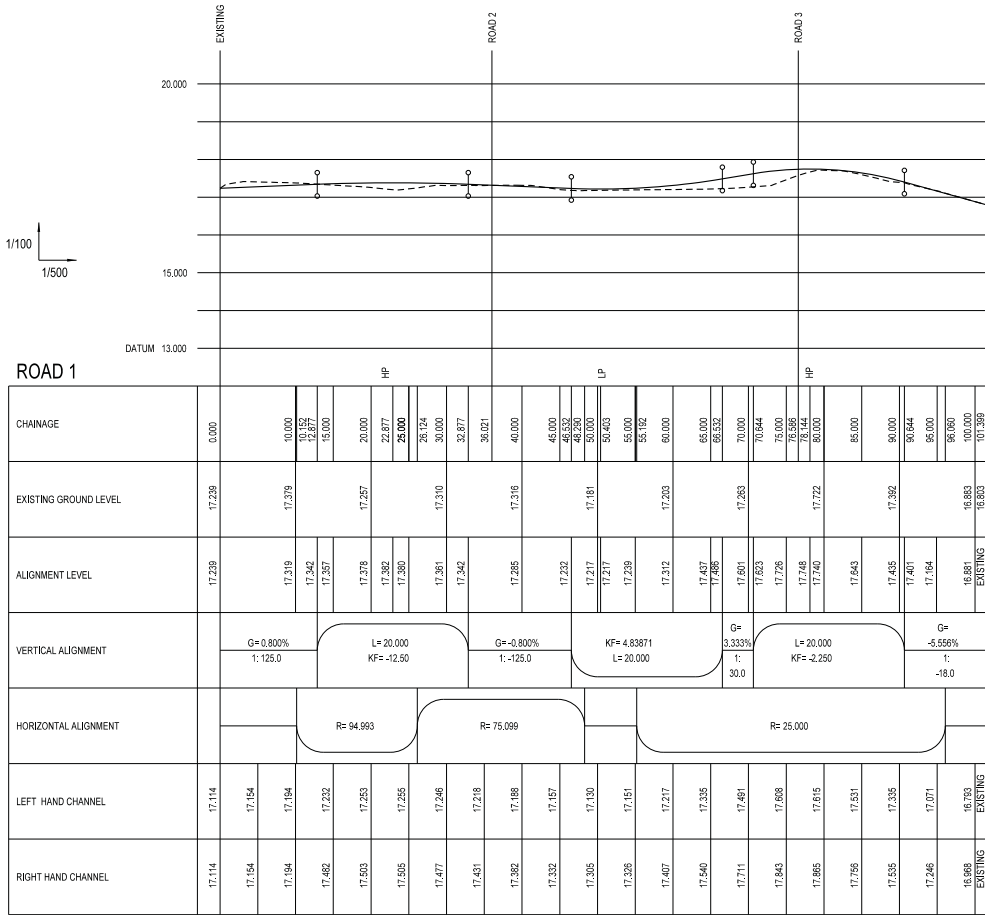 EXISTING
ROAD 2
ROAD 3
20.000
1/100
1/500
15.000
DATUM 13.000
ROAD 1
HP
LP
HP
CHAINAGE
0.000 10.000 10.152 12.877 15.000 20.000 22.877 25.000 26.124 30.000 32.877 36.021 40.000 45.000 46.532 48.290 50.000 50.403 55.000 55.192 60.000 65.000 66.532 70.000 70.644 75.000 76.586 78.144 80.000 85.000 90.000 90.644 95.000 96.060 100.000 101.399
EXISTING GROUND LEVEL
17.239 17.379 17.257 17.310 17.316 17.181 17.203 17.263 17.722 17.392 16.883 16.803
ALIGNMENT LEVEL
17.239 17.319 17.342 17.357 17.378 17.382 17.380 17.361 17.342 17.285 17.232 17.217 17.217 17.239 17.312 17.437 17.486 17.601 17.623 17.726 17.748 17.740 17.643 17.435 17.401 17.164 16.881 EXISTING
VERTICAL ALIGNMENT
G= 0.800%
1: 125.0
L= 20.000
KF= -12.50
G= -0.800%
1: -125.0
KF= 4.83871
L= 20.000
G=
3.333%
1:
30.0
L= 20.000
KF= -2.250
G=
-5.556%
1:
-18.0
HORIZONTAL ALIGNMENT
R= 94.993
R= 75.099
R= 25.000
LEFT HAND CHANNEL
17.114 17.154 17.194 17.232 17.253 17.255 17.246 17.218 17.188 17.157 17.130 17.151 17.217 17.335 17.491 17.608 17.615 17.531 17.335 17.071 16.793 EXISTING
RIGHT HAND CHANNEL
17.114 17.154 17.194 17.482 17.503 17.505 17.477 17.431 17.382 17.332 17.305 17.326 17.407 17.540 17.711 17.843 17.865 17.756 17.535 17.246 16.968 EXISTING